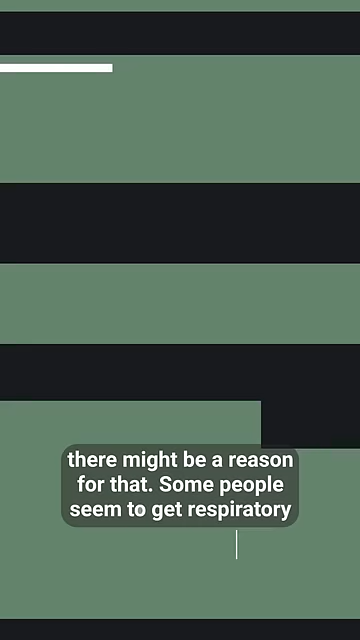 there might be a reason
for that. Some people
seem to get respiratory